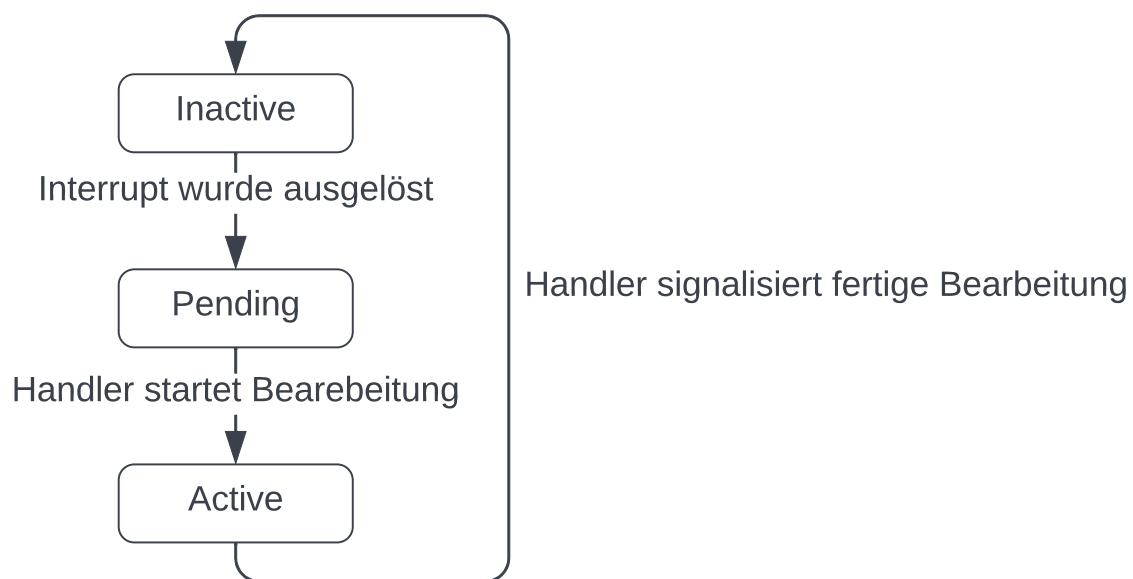 Inactive
Interrupt wurde ausgelöst
Pending
Handler signalisiert fertige Bearbeitung
Handler startet Bearebeitung
Active